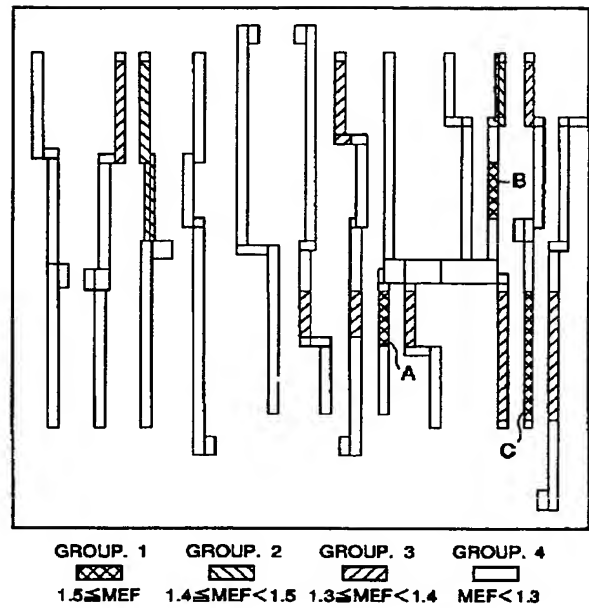 B
A
C
GROUP. 1 GROUP. 2 GROUP. 3 GROUP. 4
1.5≦MEF 1.4≦MEF<1.5 1.3≦MEF<1.4 MEF<1.3